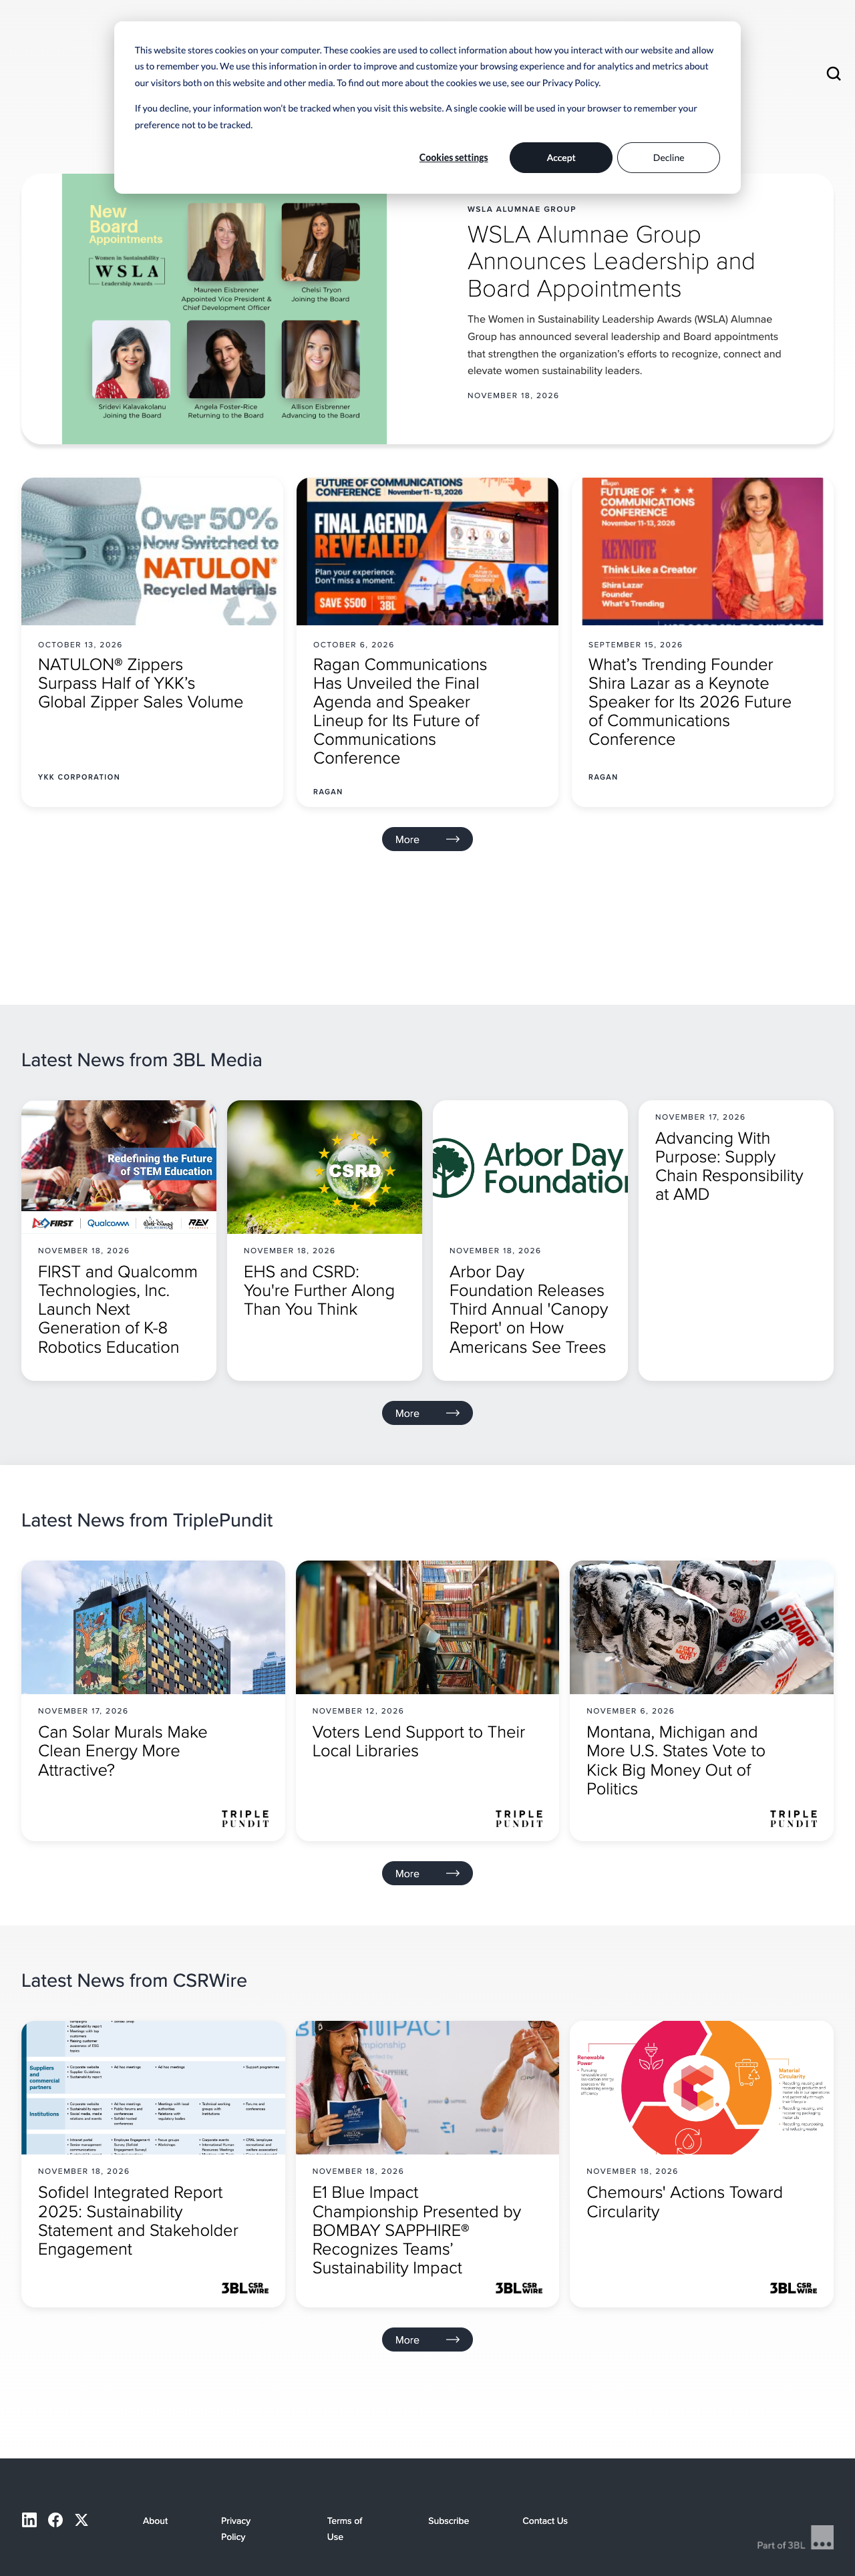 This website stores cookies on your computer. These cookies are used to collect information about how you interact with our website and allow
us to remember you. We use this information in order to improve and customize your browsing experience and for analytics and metrics about
our visitors both on this website and other media. To find out more about the cookies we use, see our Privacy Policy.
If you decline, your information won't be tracked when you visit this website. A single cookie will be used in your browser to remember your
preference not to be tracked.
Cookies settings
Accept
Decline
New
Board
Appointments
Women in Sustainability
WSLA
Leadership Awards
Maureen Eisbrenner
Appointed Vice President &
Chief Development Officer
Chelsi Tryon
Joining the Board
Sridevi Kalavakolanu
Joining the Board
Angela Foster-Rice
Returning to the Board
Allison Eisbrenner
Advancing to the Board
WSLA ALUMNAE GROUP
WSLA Alumnae Group
Announces Leadership and
Board Appointments
The Women in Sustainability Leadership Awards (WSLA) Alumnae
Group has announced several leadership and Board appointments
that strengthen the organization's efforts to recognize, connect and
elevate women sustainability leaders.
NOVEMBER 18, 2026
Over 50%
Now Switched to
NATULON®
Recycled Materials
OCTOBER 13, 2026
NATULON® Zippers
Surpass Half of YKK's
Global Zipper Sales Volume
YKK CORPORATION
FUTURE OF COMMUNICATIONS
CONFERENCE November 11-13, 2026
FINAL AGENDA
REVEALED
Plan your experience.
Don't miss a moment.
SAVE $500
3BL
OCTOBER 6, 2026
Ragan Communications
Has Unveiled the Final
Agenda and Speaker
Lineup for Its Future of
Communications
Conference
RAGAN
FUTURE OF
COMMUNICATIONS
CONFERENCE
November 11-13, 2026
KEYNOTE
Think Like a Creator
Shira Lazar
Founder
What's Trending
SEPTEMBER 15, 2026
What's Trending Founder
Shira Lazar as a Keynote
Speaker for Its 2026 Future
of Communications
Conference
RAGAN
More
Latest News from 3BL Media
Redefining the Future
of STEM Education
FIRST
Qualcomm
REV
NOVEMBER 18, 2026
FIRST and Qualcomm
Technologies, Inc.
Launch Next
Generation of K-8
Robotics Education
CSRD
NOVEMBER 18, 2026
EHS and CSRD:
You're Further Along
Than You Think
Arbor Day
Foundation
NOVEMBER 18, 2026
Arbor Day
Foundation Releases
Third Annual 'Canopy
Report' on How
Americans See Trees
NOVEMBER 17, 2026
Advancing With
Purpose: Supply
Chain Responsibility
at AMD
More
Latest News from TriplePundit
NOVEMBER 17, 2026
Can Solar Murals Make
Clean Energy More
Attractive?
TRIPLE
PUNDIT
NOVEMBER 12, 2026
Voters Lend Support to Their
Local Libraries
TRIPLE
PUNDIT
STAMP
NOVEMBER 6, 2026
Montana, Michigan and
More U.S. States Vote to
Kick Big Money Out of
Politics
TRIPLE
PUNDIT
More
Latest News from CSRWire
Suppliers
and
commercial
partners
Institutions
NOVEMBER 18, 2026
Sofidel Integrated Report
2025: Sustainability
Statement and Stakeholder
Engagement
3BL CSR
WIRE
NOVEMBER 18, 2026
E1 Blue Impact
Championship Presented by
BOMBAY SAPPHIRE®
Recognizes Teams'
Sustainability Impact
3BL CSR
WIRE
Renewable
Power
Material
Circularity
NOVEMBER 18, 2026
Chemours' Actions Toward
Circularity
3BL CSR
WIRE
More
About
Privacy
Policy
Terms of
Use
Subscribe
Contact Us
Part of 3BL